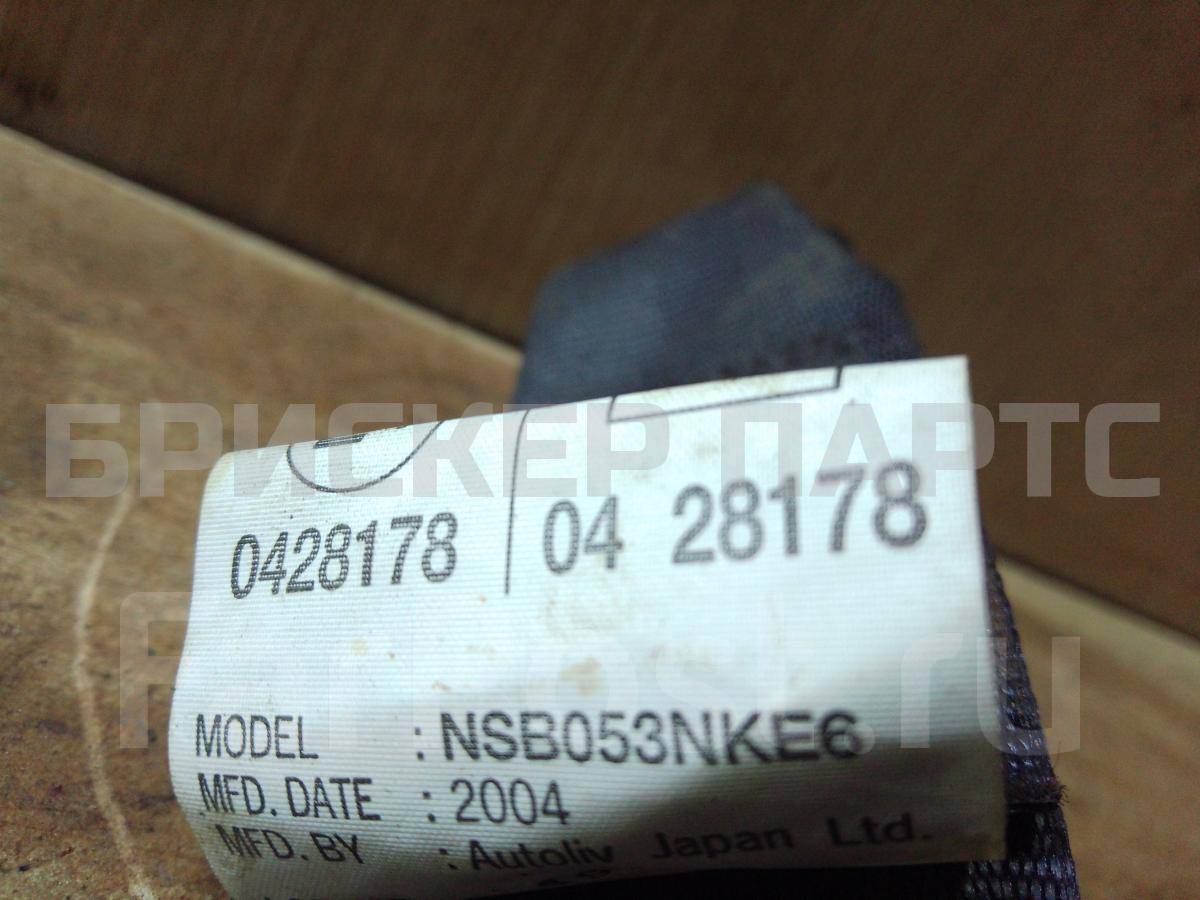 БРИСКЕР ПАРТС
0428178
04 28178
MODEL : NSB053NKE6
MFD. DATE : 2004
MFD. BY : Autoliv Japan Ltd.